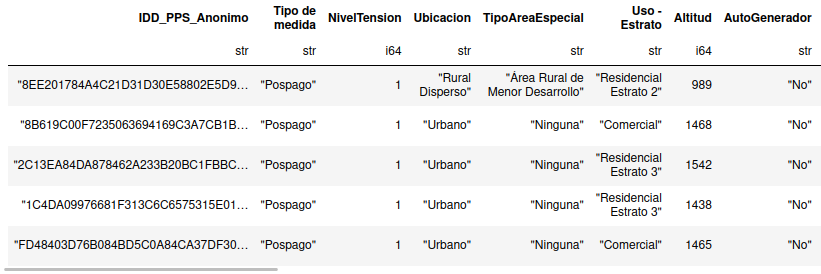 IDD_PPS_Anonimo Tipo de medida NivelTension Ubicacion TipoAreaEspecial Uso - Estrato Altitud AutoGenerador
str str i64 str str str i64 str
"8EE201784A4C21D31D30E58802E5D9… "Pospago" 1 "Rural Disperso" "Área Rural de Menor Desarrollo" "Residencial Estrato 2" 989 "No"
"8B619C00F7235063694169C3A7CB1B… "Pospago" 1 "Urbano" "Ninguna" "Comercial" 1468 "No"
"2C13EA84DA878462A233B20BC1FBBC… "Pospago" 1 "Urbano" "Ninguna" "Residencial Estrato 3" 1542 "No"
"1C4DA09976681F313C6C6575315E01… "Pospago" 1 "Urbano" "Ninguna" "Residencial Estrato 3" 1438 "No"
"FD48403D76B084BD5C0A84CA37DF30… "Pospago" 1 "Urbano" "Ninguna" "Comercial" 1465 "No"